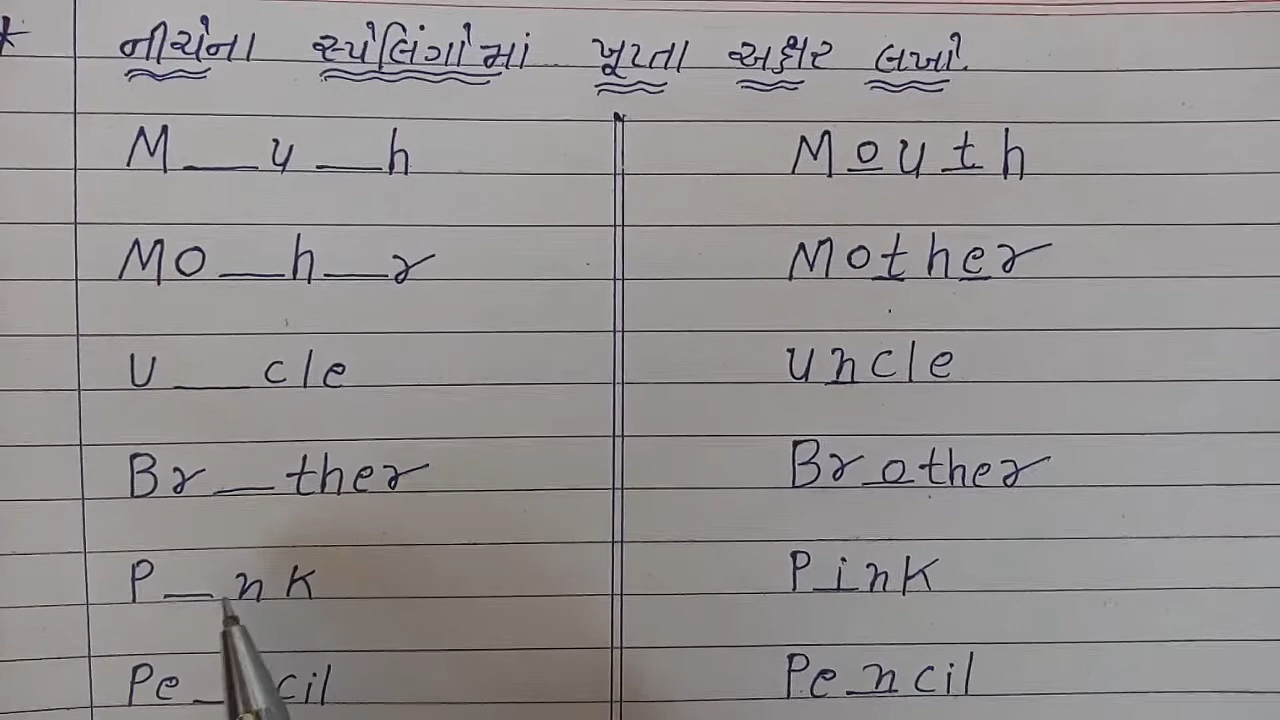 * નીચેના સ્પેલિંગોમાં ખૂટતા અક્ષર લખો.
M__u__h Mouth
Mo__h__r Mother
U__cle Uncle
Br__ther Brother
P__nk Pink
Pe__cil Pencil